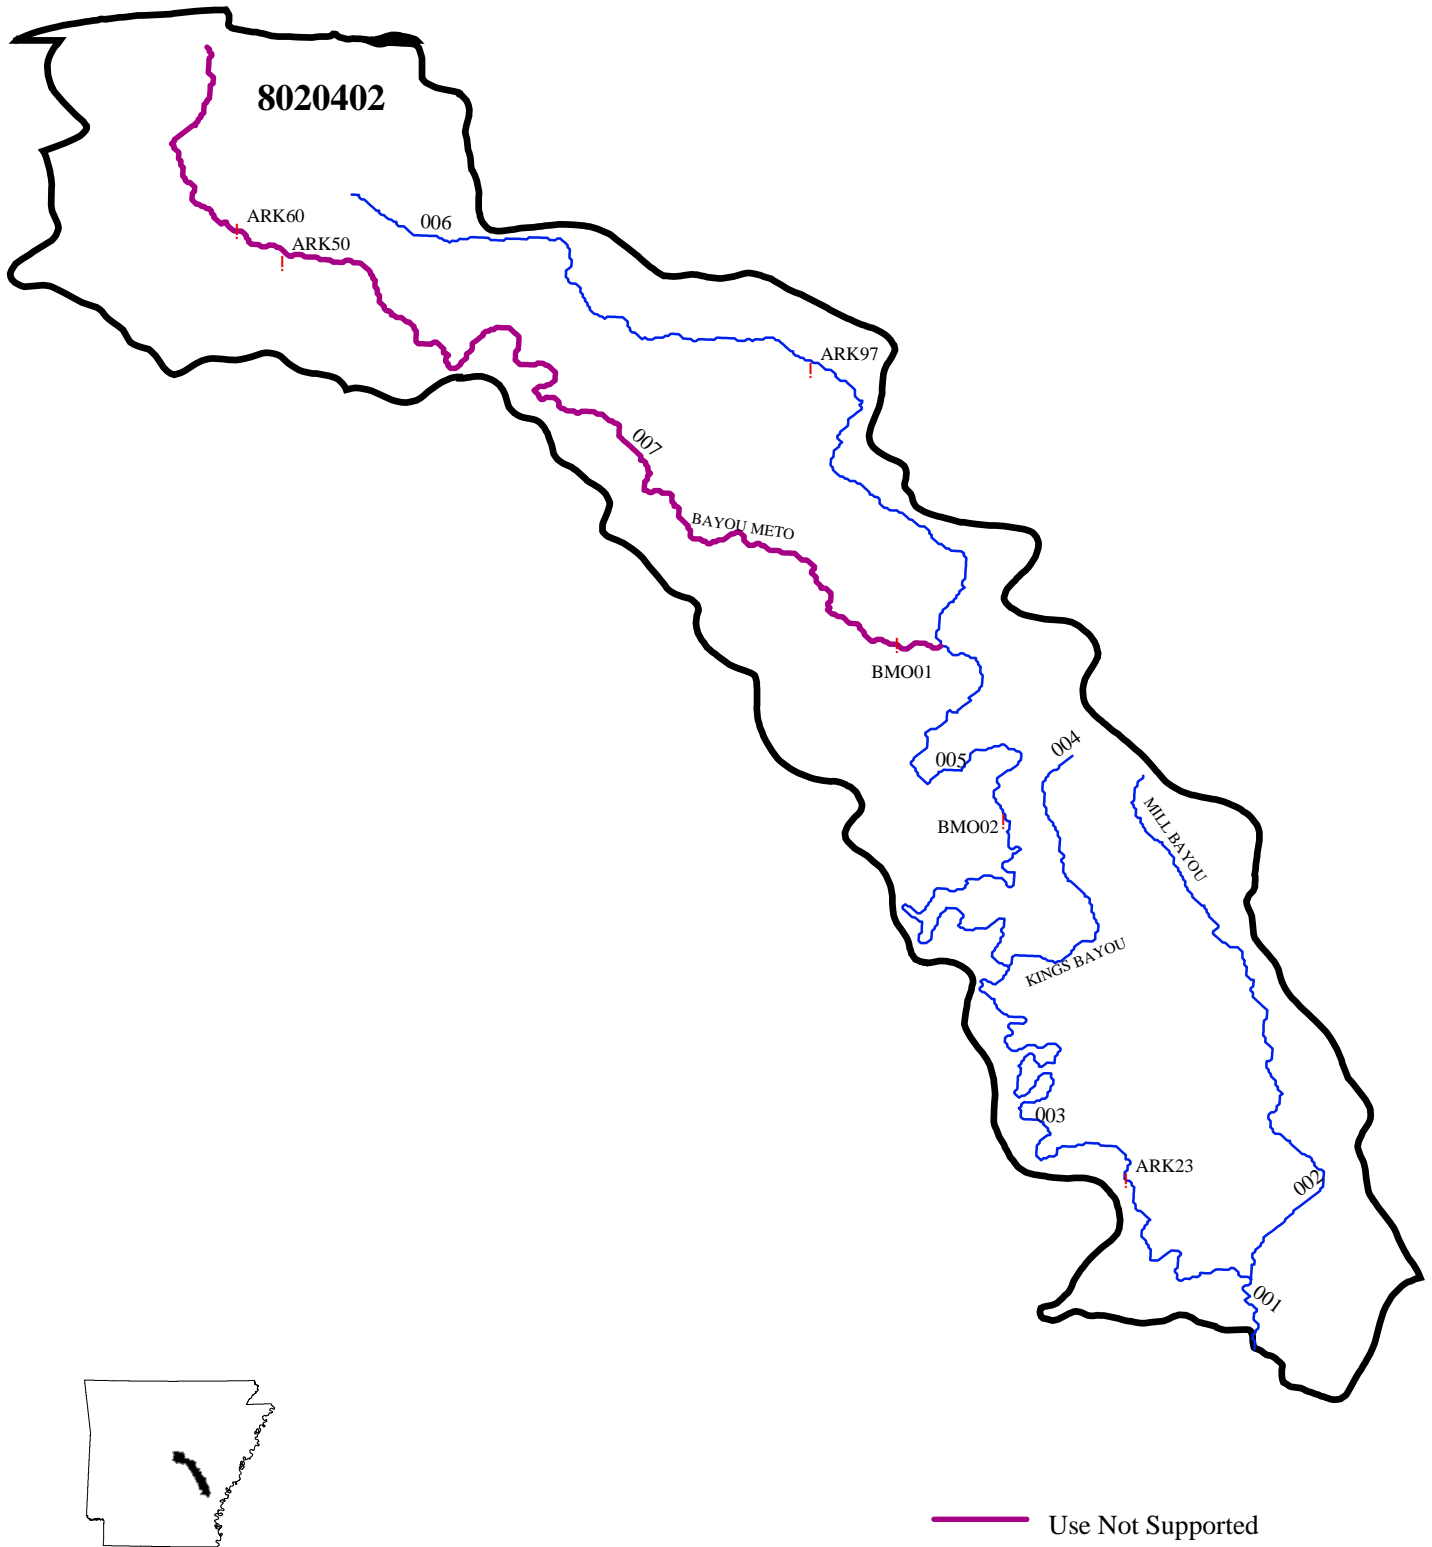 8020402
ARK60
006
ARK50
ARK97
007
BAYOU METO
BMO01
004
005
MILL BAYOU
BMO02
KINGS BAYOU
003
ARK23
002
001
Use Not Supported